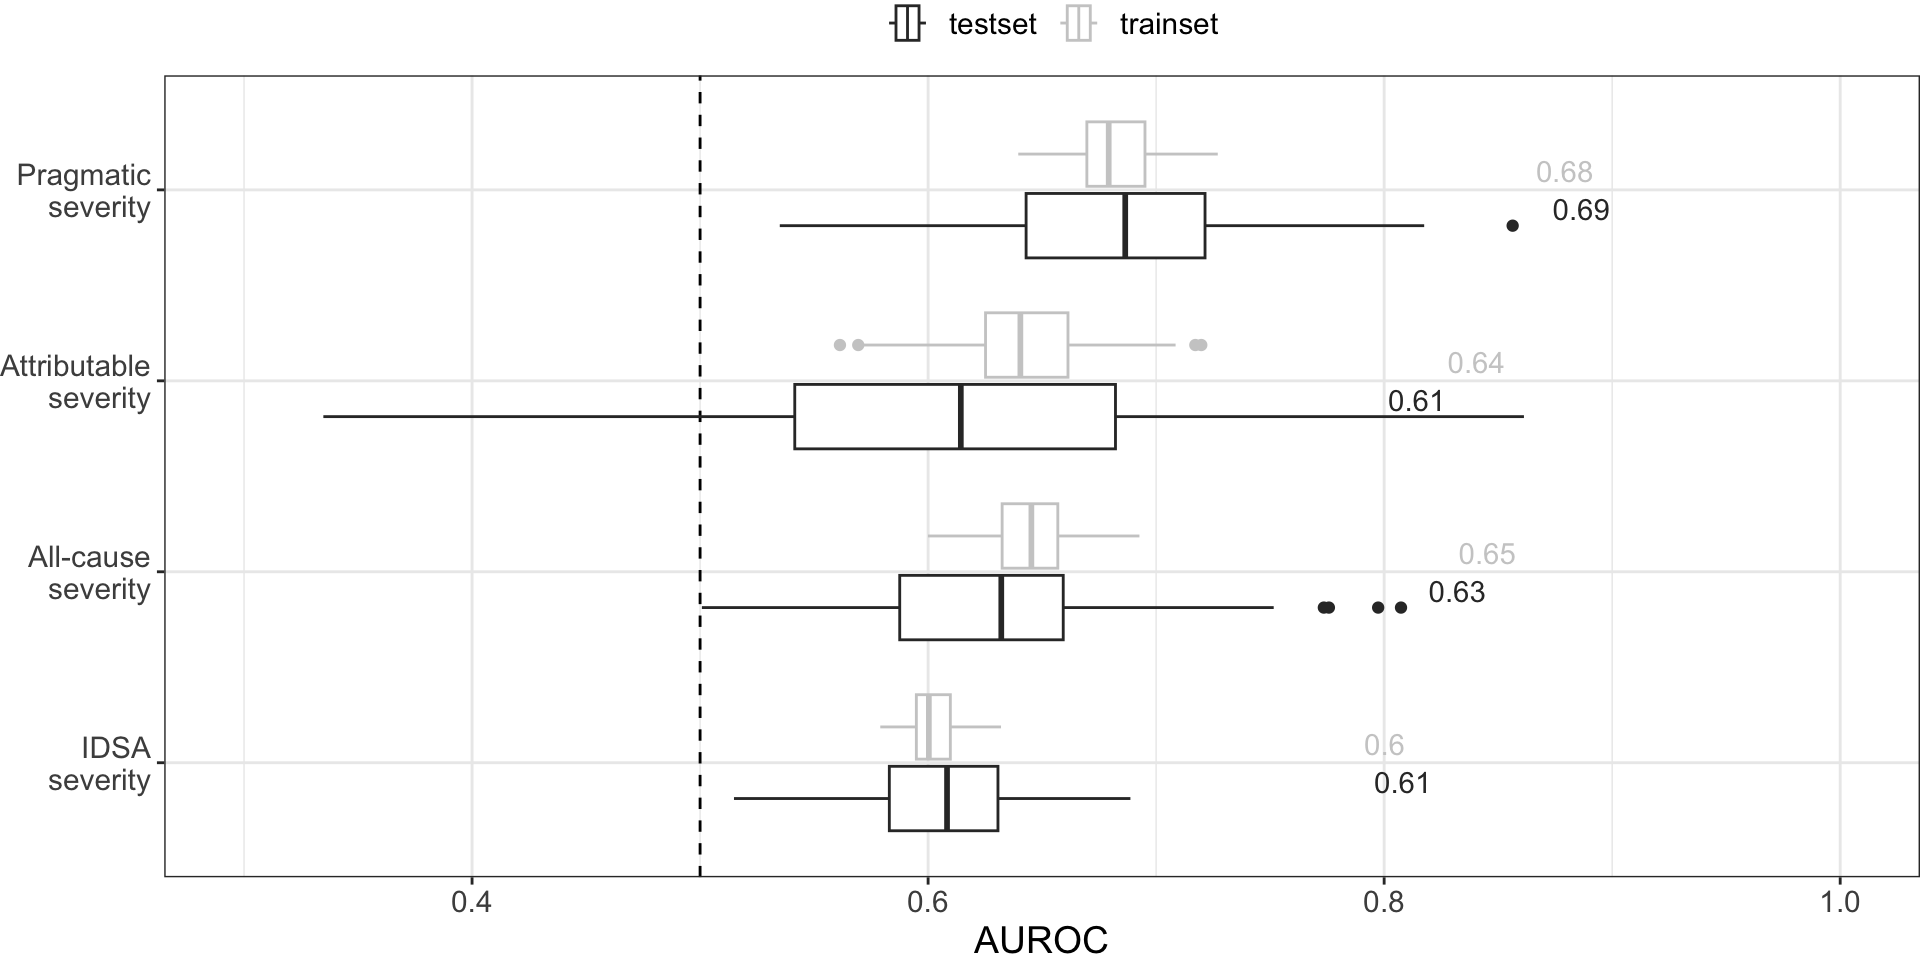 testset trainset
Pragmatic
severity
0.68
0.69
Attributable
severity
0.64
0.61
All-cause
severity
0.65
0.63
IDSA
severity
0.6
0.61
0.4 0.6 0.8 1.0
AUROC